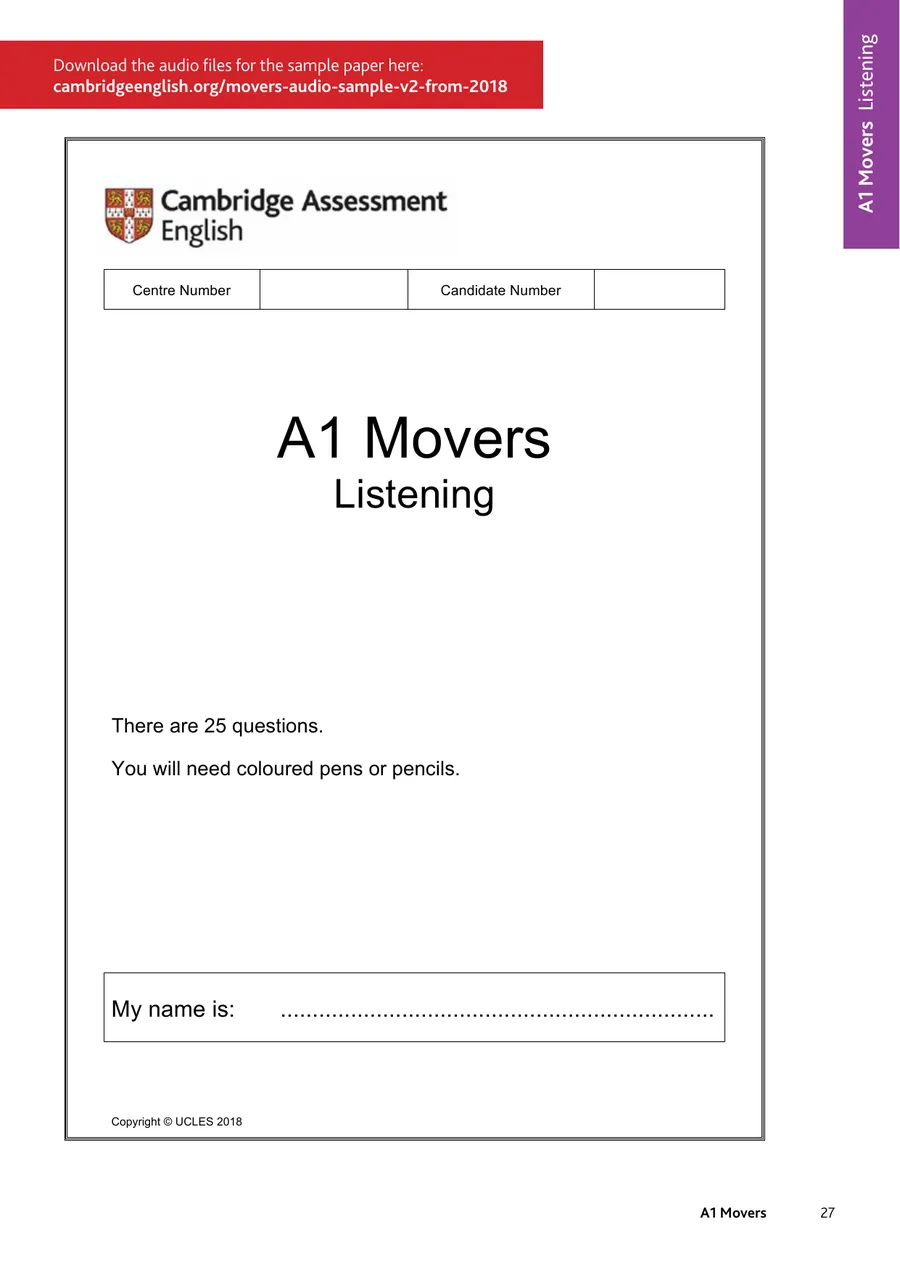 Download the audio files for the sample paper here:
cambridgeenglish.org/movers-audio-sample-v2-from-2018
A1 Movers Listening
Cambridge Assessment
English
Centre Number
Candidate Number
A1 Movers
Listening
There are 25 questions.
You will need coloured pens or pencils.
My name is: ....................................................................
Copyright © UCLES 2018
A1 Movers 27